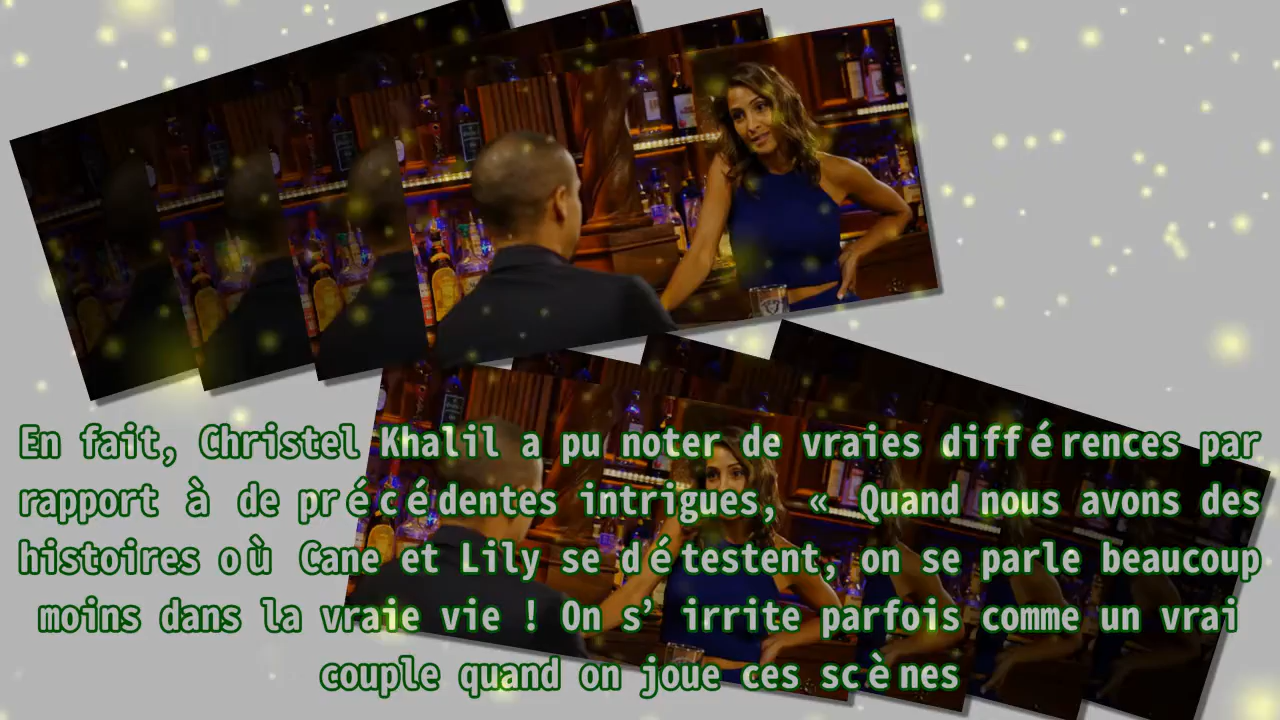 En fait, Christel Khalil a pu noter de vraies différences par
rapport à de précédentes intrigues, « Quand nous avons des
histoires où Cane et Lily se détestent, on se parle beaucoup
moins dans la vraie vie ! On s’ irrite parfois comme un vrai
couple quand on joue ces scènes